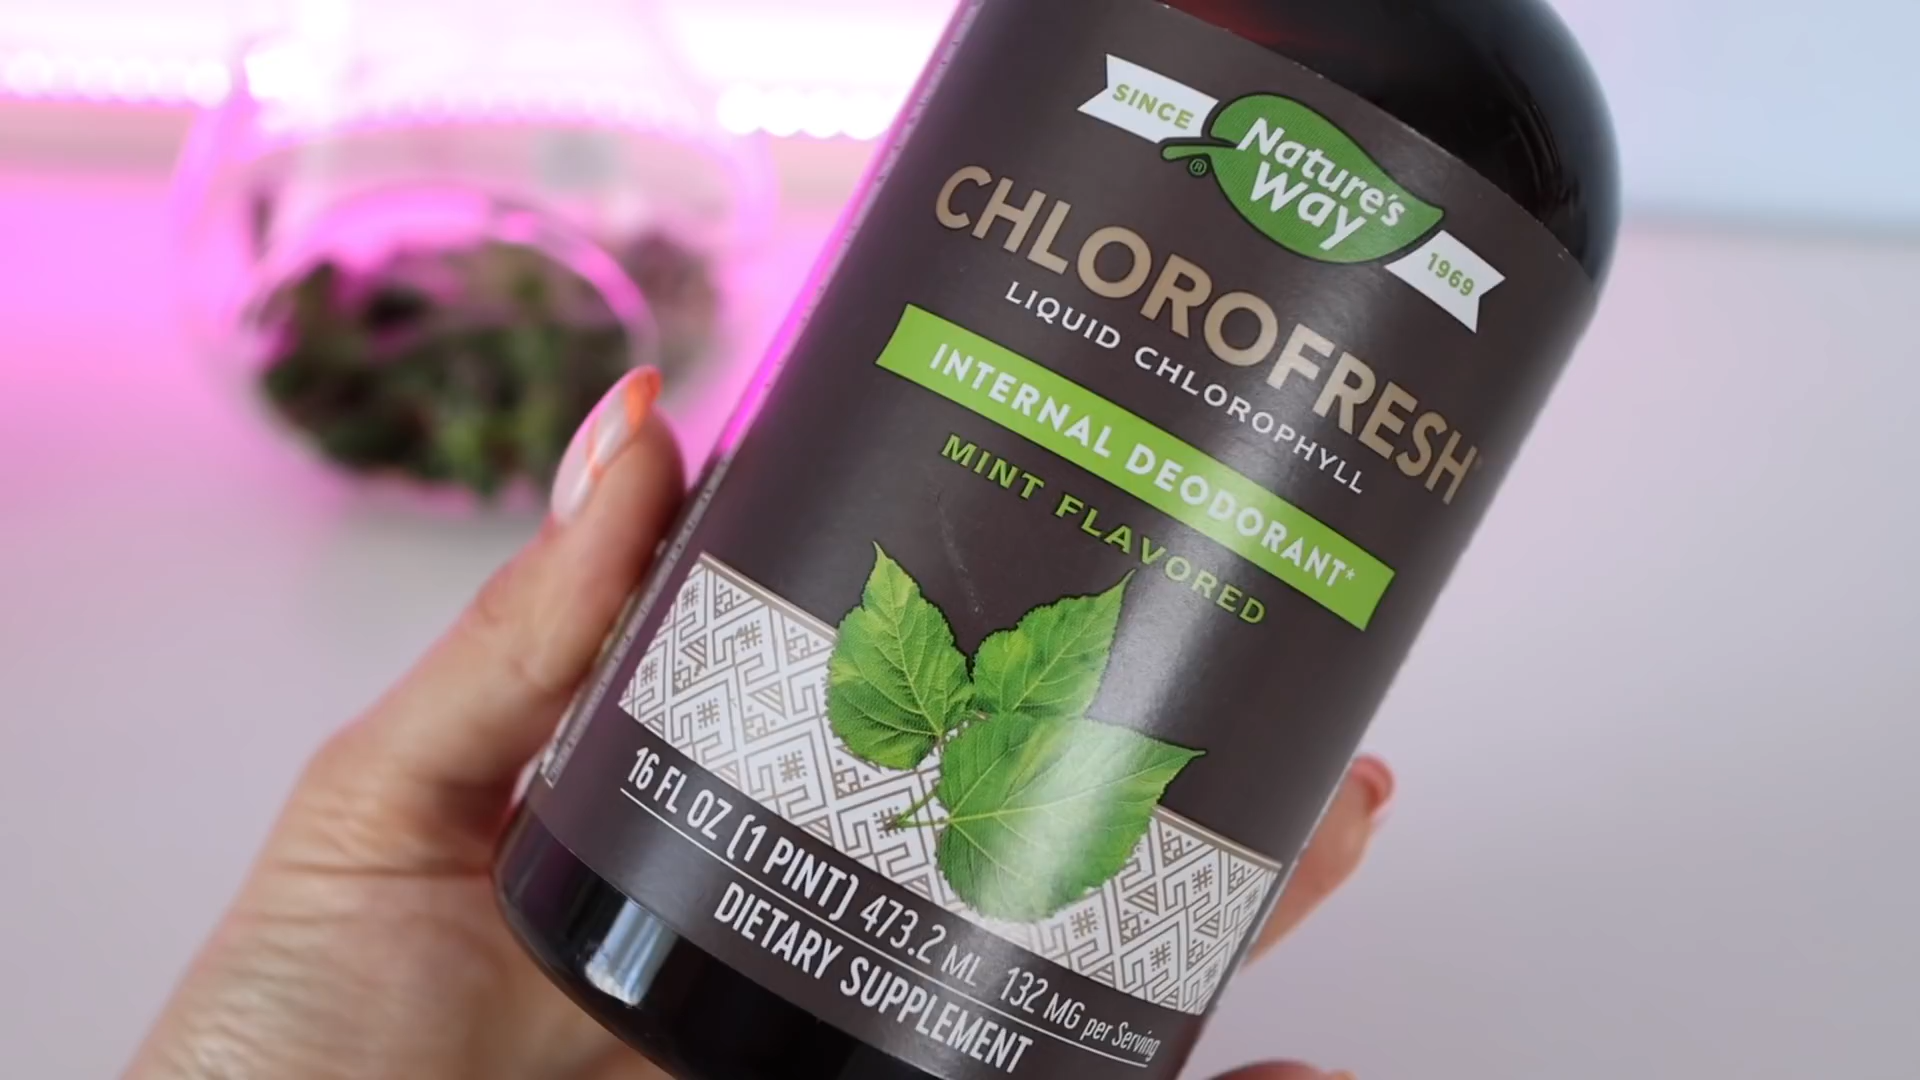 SINCE
Nature's
Way
®
1969
CHLOROFRESH
LIQUID CHLOROPHYLL
INTERNAL DEODORANT*
MINT FLAVORED
16 FL OZ (1 PINT) 473.2 ML 132 MG per Serving
DIETARY SUPPLEMENT